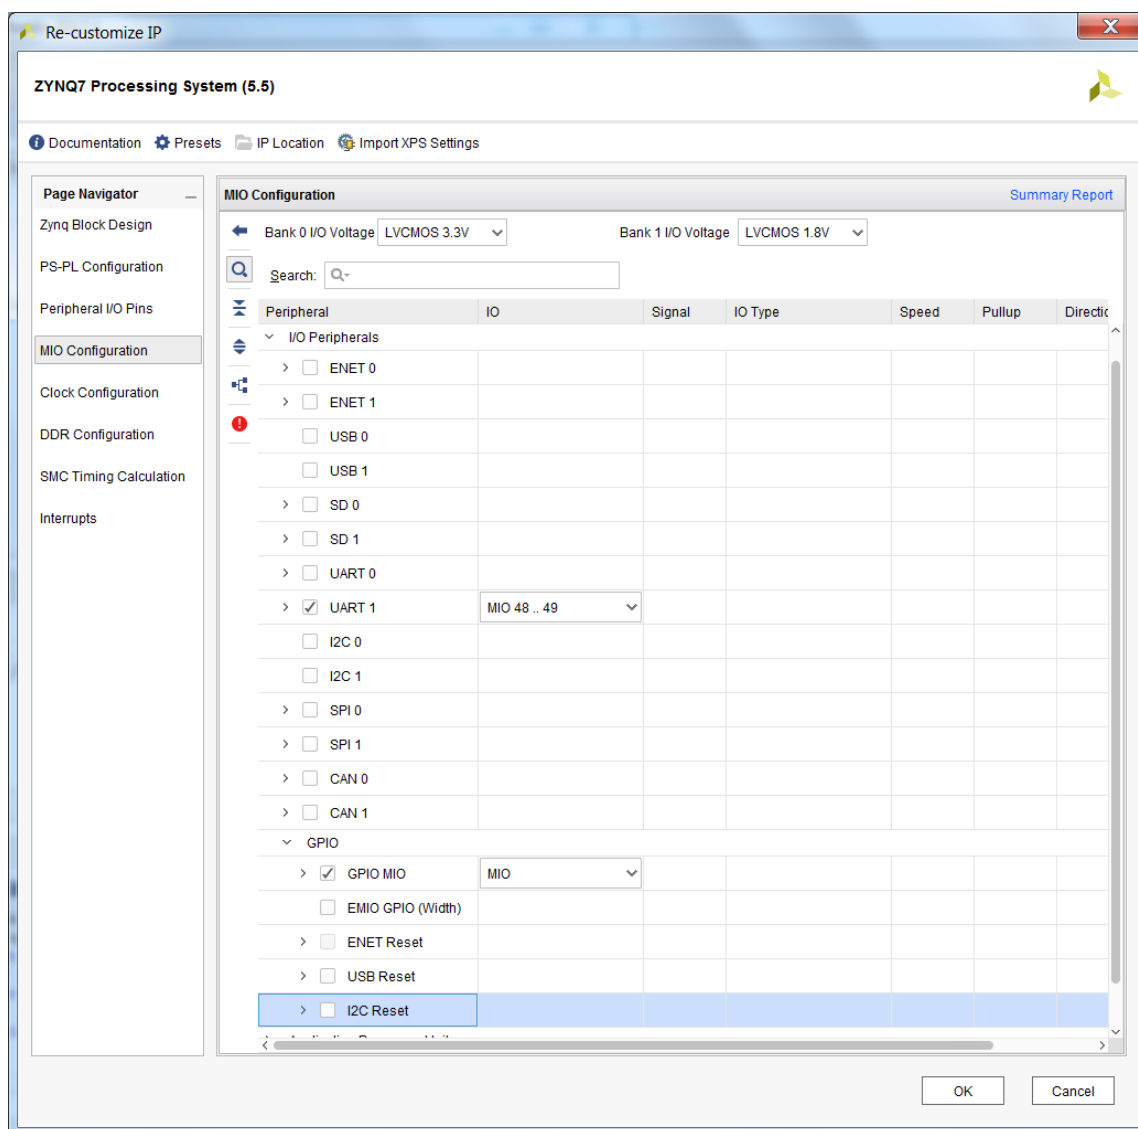 Re-customize IP
ZYNQ7 Processing System (5.5)
Documentation Presets IP Location Import XPS Settings
Page Navigator
Zynq Block Design
PS-PL Configuration
Peripheral I/O Pins
MIO Configuration
Clock Configuration
DDR Configuration
SMC Timing Calculation
Interrupts
MIO Configuration Summary Report
Bank 0 I/O Voltage LVCMOS 3.3V Bank 1 I/O Voltage LVCMOS 1.8V
Search:
Peripheral IO Signal IO Type Speed Pullup Directic
I/O Peripherals
ENET 0
ENET 1
USB 0
USB 1
SD 0
SD 1
UART 0
UART 1 MIO 48 .. 49
I2C 0
I2C 1
SPI 0
SPI 1
CAN 0
CAN 1
GPIO
GPIO MIO MIO
EMIO GPIO (Width)
ENET Reset
USB Reset
I2C Reset
OK Cancel